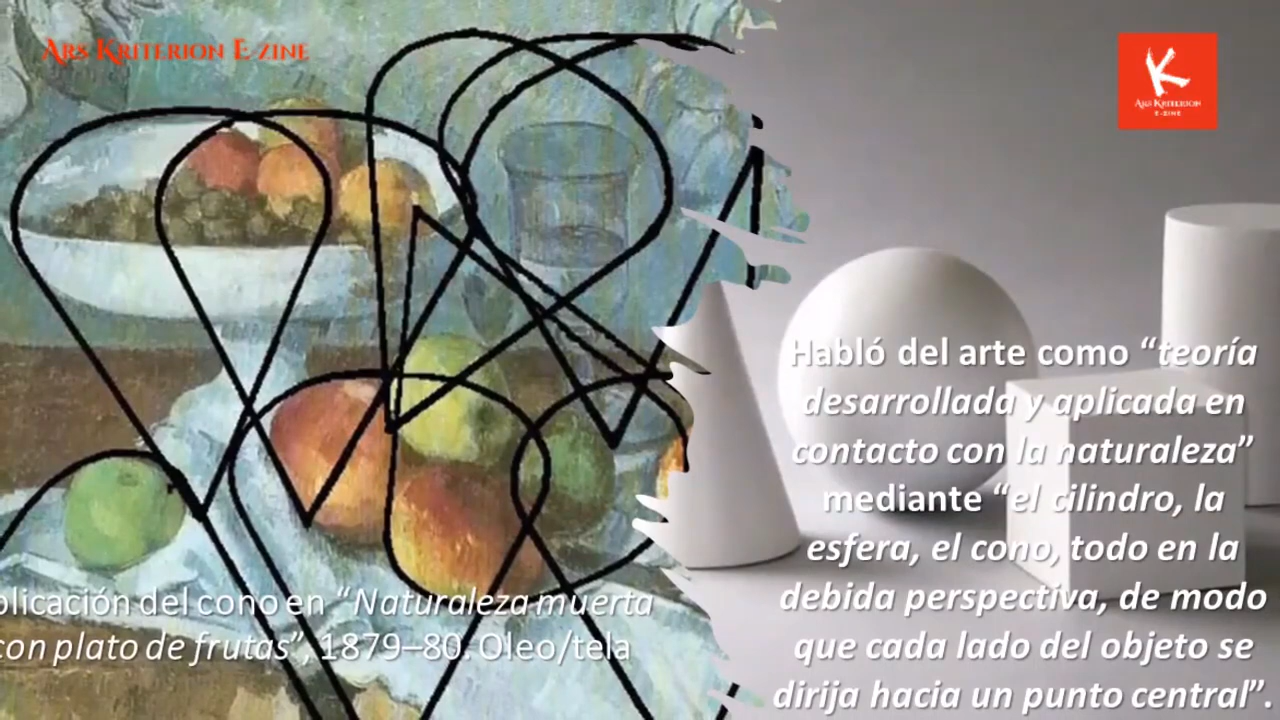 ARS KRITERION E-ZINE
K
ARS KRITERION
E-ZINE
Habló del arte como “teoría
desarrollada y aplicada en
contacto con la naturaleza”
mediante “el cilindro, la
esfera, el cono, todo en la
debida perspectiva, de modo
que cada lado del objeto se
dirija hacia un punto central”.
plicación del cono en “Naturaleza muerta
con plato de frutas”, 1879–80. Oleo/tela